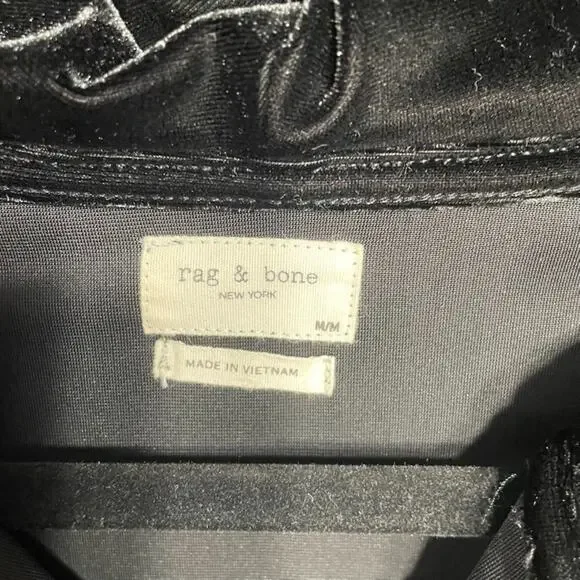 rag & bone
NEW YORK
M/M
MADE IN VIETNAM